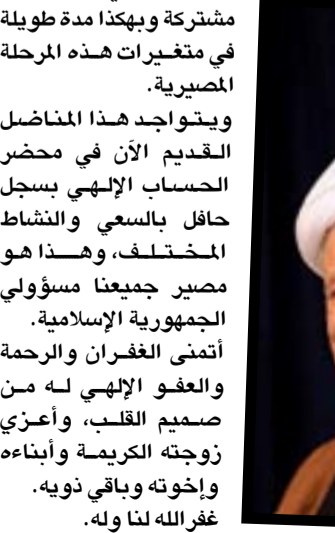 مشتركة وبهكذا مدة طويلة
في متغيرات هذه المرحلة
المصيرية.
ويتواجد هذا المناضل
القديم الآن في محضر
الحساب الإلهي بسجل
حافل بالسعي والنشاط
المختلف، وهذا هو
مصير جميعنا مسؤولي
الجمهورية الإسلامية.
أتمنى الغفران والرحمة
والعفو الإلهي له من
صميم القلب، وأعزي
زوجته الكريمة وأبناءه
وإخوته وباقي ذويه.
غفرالله لنا وله.